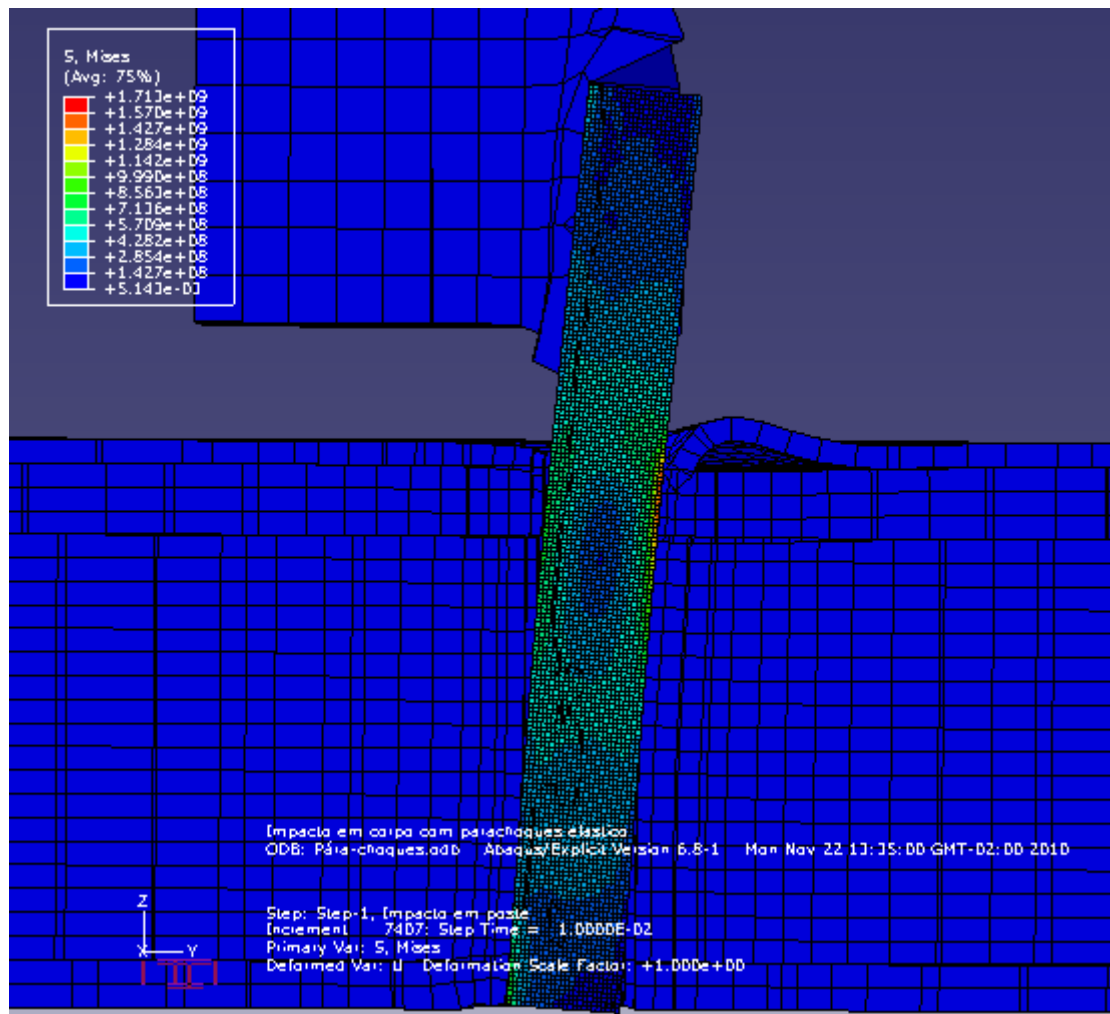 S, Mises
(Avg: 75%)
+1.713e+09
+1.570e+09
+1.427e+09
+1.284e+09
+1.142e+09
+9.990e+08
+8.563e+08
+7.136e+08
+5.709e+08
+4.282e+08
+2.854e+08
+1.427e+08
+5.143e-03
Impacto em corpo com parachoques elástico
ODB: Pára-choques.odb Abaqus/Explicit Version 6.8-1 Mon Nov 22 13:35:00 GMT-02:00 2010
Z
X Y
Step: Step-1, Impacto em poste
Increment 7407: Step Time = 1.0000E-02
Primary Var: S, Mises
Deformed Var: U Deformation Scale Factor: +1.000e+00